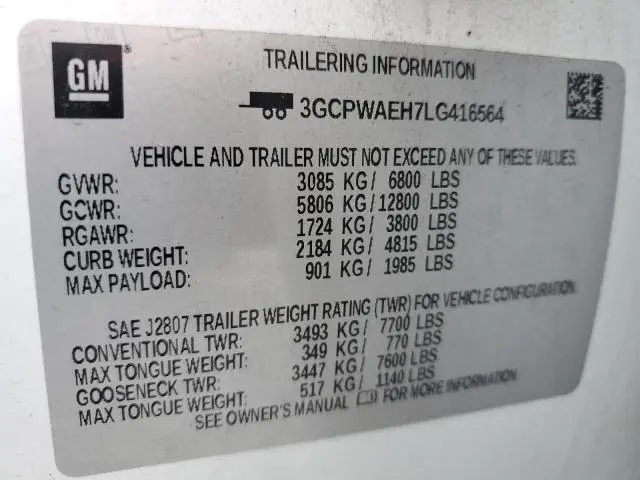 GM
TRAILERING INFORMATION
3GCPWAEH7LG416564
VEHICLE AND TRAILER MUST NOT EXCEED ANY OF THESE VALUES.
GVWR: 3085 KG/ 6800 LBS
GCWR: 5806 KG/12800 LBS
RGAWR: 1724 KG/ 3800 LBS
CURB WEIGHT: 2184 KG/ 4815 LBS
MAX PAYLOAD: 901 KG/ 1985 LBS
SAE J2807 TRAILER WEIGHT RATING (TWR) FOR VEHICLE CONFIGURATION.
CONVENTIONAL TWR: 3493 KG/ 7700 LBS
MAX TONGUE WEIGHT: 349 KG/ 770 LBS
GOOSENECK TWR: 3447 KG/ 7600 LBS
MAX TONGUE WEIGHT: 517 KG/ 1140 LBS
SEE OWNER'S MANUAL FOR MORE INFORMATION.